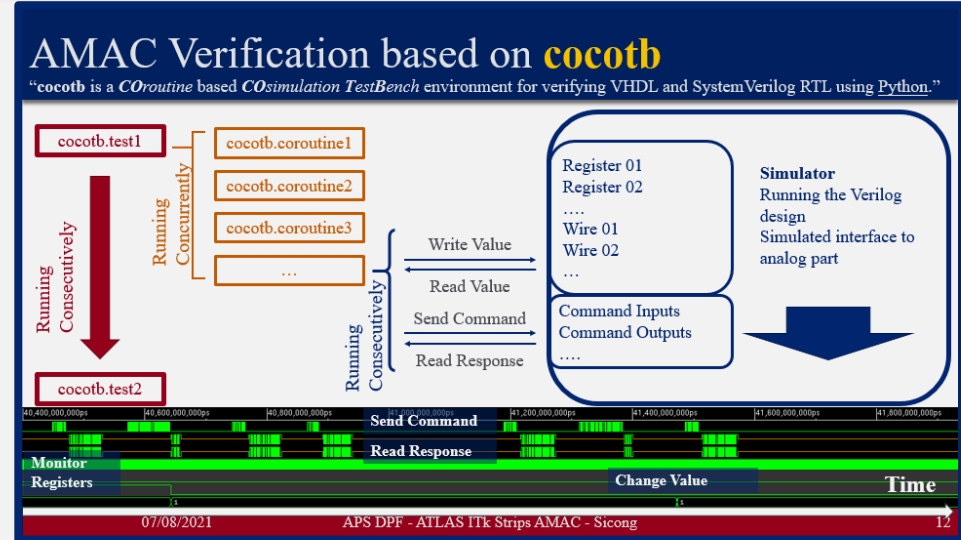 AMAC Verification based on cocotb
“cocotb is a COroutine based COsimulation TestBench environment for verifying VHDL and SystemVerilog RTL using Python.”
cocotb.test1
Running
Consecutively
cocotb.test2
Running
Concurrently
cocotb.coroutine1
cocotb.coroutine2
cocotb.coroutine3
...
Running
Consecutively
Write Value
Read Value
Send Command
Read Response
Register 01
Register 02
....
Wire 01
Wire 02
...
Command Inputs
Command Outputs
....
Simulator
Running the Verilog
design
Simulated interface to
analog part
40,400,000,000ps 40,600,000,000ps 40,800,000,000ps 41,000,000,000ps 41,200,000,000ps 41,400,000,000ps 41,600,000,000ps 41,800,000,000ps
Send Command
Read Response
Monitor
Registers
Change Value
Time
1 1
07/08/2021 APS DPF - ATLAS ITk Strips AMAC - Sicong 12